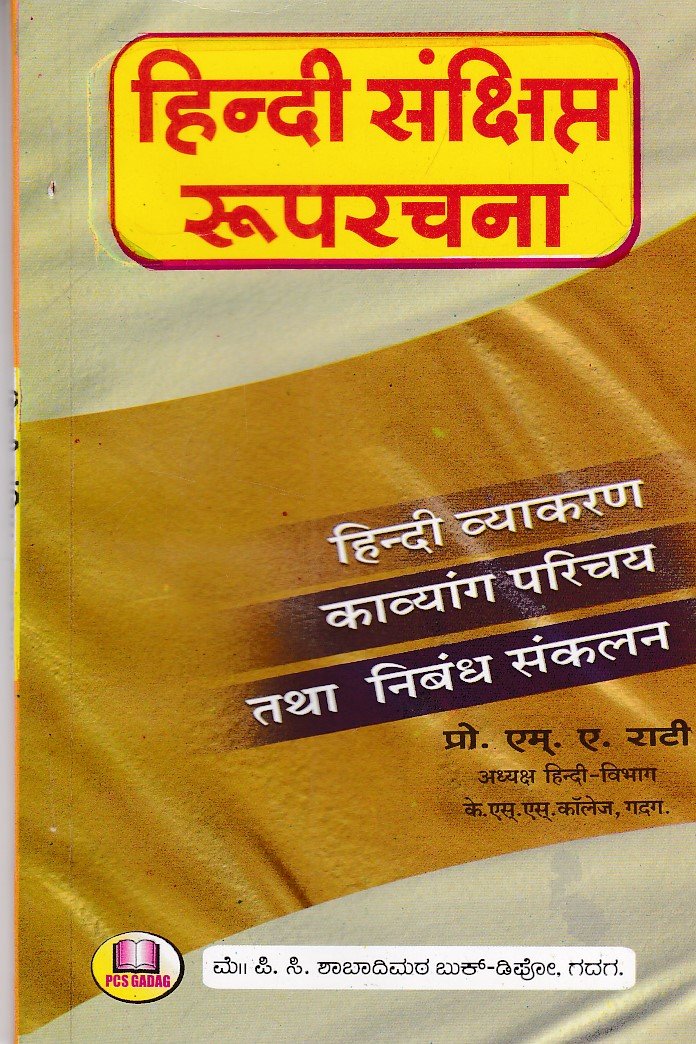 हिन्दी संक्षिप्त
रूपरचना
हिन्दी व्याकरण
काव्यांग परिचय
तथा निबंध संकलन
प्रो. एम्. ए. राटी
अध्यक्ष हिन्दी-विभाग
के.एस्.एस्.कॉलेज, गदग.
PCS GADAG
ಮೆ।। ಪಿ. ಸಿ. ಶಾಬಾದಿಮಠ ಬುಕ್-ಡಿಪೋ, ಗದಗ.